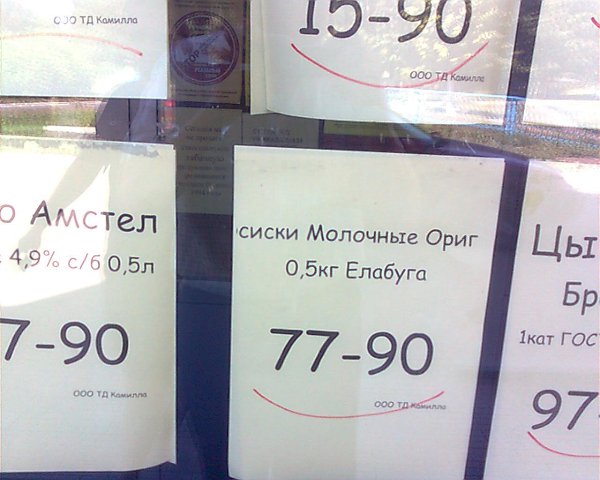 ООО ТД Камилла
15-90
ООО ТД Камилла
о Амстел
4,9% с/б 0,5л
7-90
ООО ТД Камилла
сиски Молочные Ориг
0,5кг Елабуга
77-90
ООО ТД Камилла
Цы
Бр
1кат ГОС
97